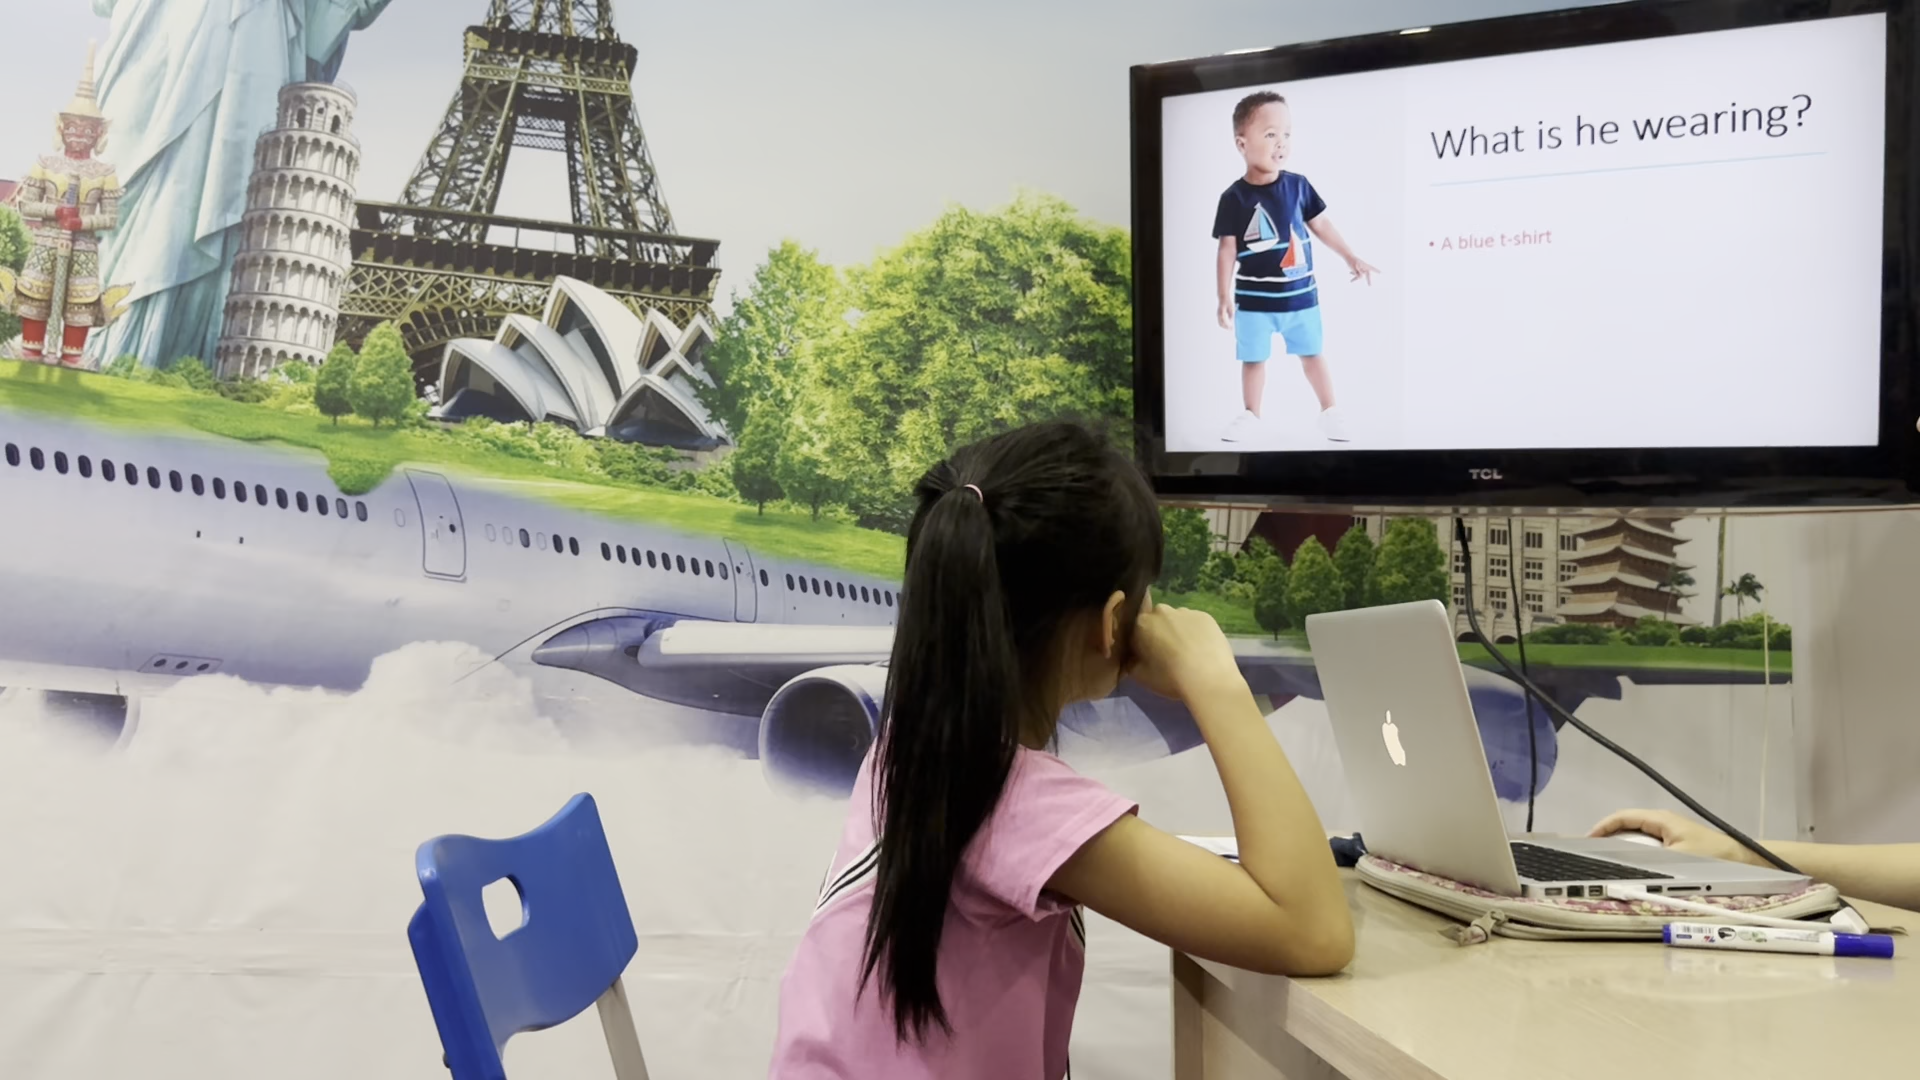 What is he wearing?
• A blue t-shirt
TCL